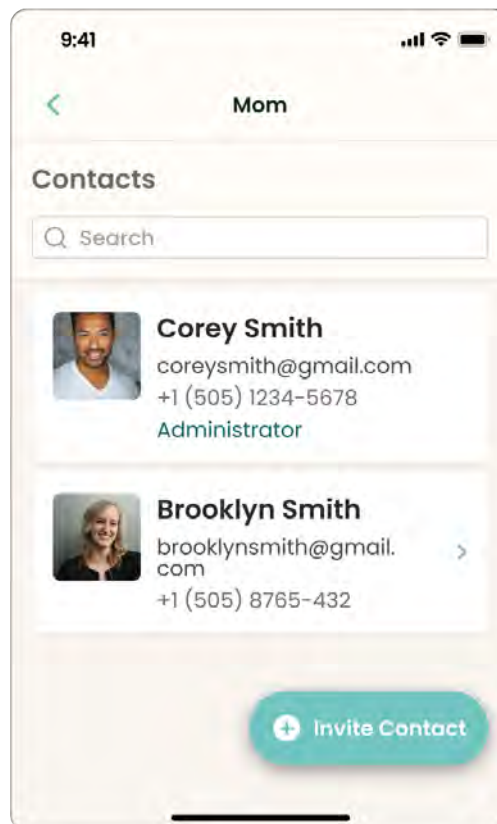 9:41
Mom
Contacts
Search
Corey Smith
coreysmith@gmail.com
+1 (505) 1234-5678
Administrator
Brooklyn Smith
brooklynsmith@gmail.
com
+1 (505) 8765-432
Invite Contact